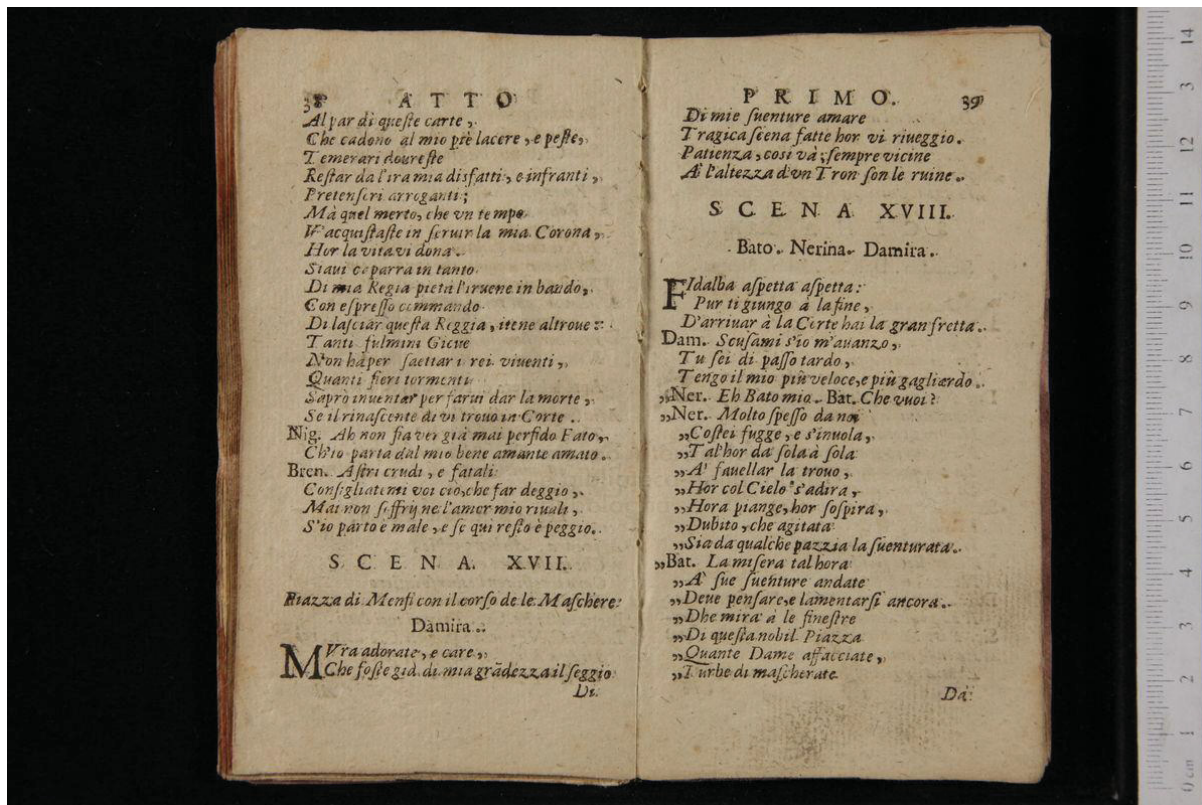 38 ATTO
Al par di queſte carte,
Che cadono al mio piè lacere, e peſte,
Temerari doureſte
Reſtar da l'ira mia disfatti, e infranti,
Pretenſori arroganti;
Mà quel merto, che vn tempo
V'acquiſtaſte in ſeruir la mia Corona,
Hor la vita vi dona.
Siaui caparra in tanto
Di mia Regia pietà l'iruene in bando,
Con eſpreſſo commando
Di laſciar queſta Reggia, itene altroue:
Tanti fulmini Gioue
Non hà per ſaettar i rei viuenti,
Quanti fieri tormenti
Saprò inuentar per farui dar la morte,
Se il rinaſcente dì vi troua in Corte.
Nig. Ah non fia ver già mai perfido Fato,
Ch'io parta dal mio bene amante amato.
Bren. Aſtri crudi, e fatali
Conſigliatemi voi ciò, che far deggio,
Mai non ſoffrij ne l'amor mio riuali,
S'io parto è male, e ſe qui reſto è peggio.
SCENA XVII.
Piazza di Menfi con il corſo de le Maſchere.
Damira.
MVra adorate, e care,
Che foſte già di mia grãdezza il ſeggio
Di
PRIMO. 39
Di mie ſuenture amare
Tragica ſcena fatte hor vi riueggio.
Patienza, così và; ſempre vicine
A l'altezza d'vn Tron ſon le ruine.
SCENA XVIII.
Bato. Nerina. Damira.
FIdalba aſpetta aſpetta:
Pur ti giungo à la fine,
D'arriuar à la Corte hai la gran fretta.
Dam. Scuſami s'io m'auanzo,
Tu ſei di paſſo tardo,
Tengo il mio più veloce, e più gagliardo.
„Ner. Eh Bato mio. Bat. Che vuoi?
„Ner. Molto ſpeſſo da noi
„Coſtei fugge, e s'inuola,
„Tal'hor da ſola à ſola
„A' fauellar la trouo,
„Hor col Cielo s'adira,
„Hora piange, hor ſoſpira,
„Dubito, che agitata
„Sia da qualche pazzia la ſuenturata.
„Bat. La miſera tal hora
„A' ſue ſuenture andate
„Deue penſare, e lamentarſi ancora.
„Dhe mira à le fineſtre
„Di queſta nobil Piazza
„Quante Dame affacciate,
„Turbe di maſcherate
Da